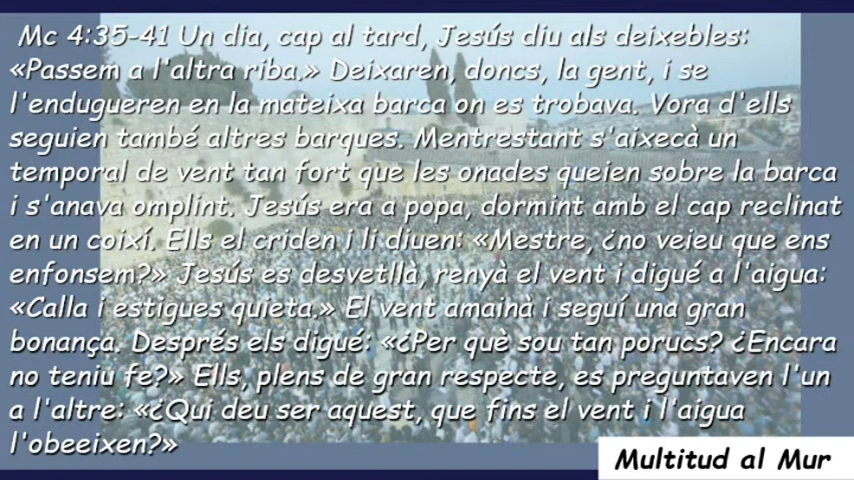 Mc 4:35-41 Un dia, cap al tard, Jesús diu als deixebles:
«Passem a l'altra riba.» Deixaren, doncs, la gent, i se
l'endugueren en la mateixa barca on es trobava. Vora d'ells
seguien també altres barques. Mentrestant s'aixecà un
temporal de vent tan fort que les onades queien sobre la barca
i s'anava omplint. Jesús era a popa, dormint amb el cap reclinat
en un coixí. Ells el criden i li diuen: «Mestre, ¿no veieu que ens
enfonsem?» Jesús es desvetllà, renyà el vent i digué a l'aigua:
«Calla i estigues quieta.» El vent amainà i seguí una gran
bonança. Després els digué: «¿Per què sou tan porucs? ¿Encara
no teniu fe?» Ells, plens de gran respecte, es preguntaven l'un
a l'altre: «¿Qui deu ser aquest, que fins el vent i l'aigua
l'obeeixen?»
Multitud al Mur